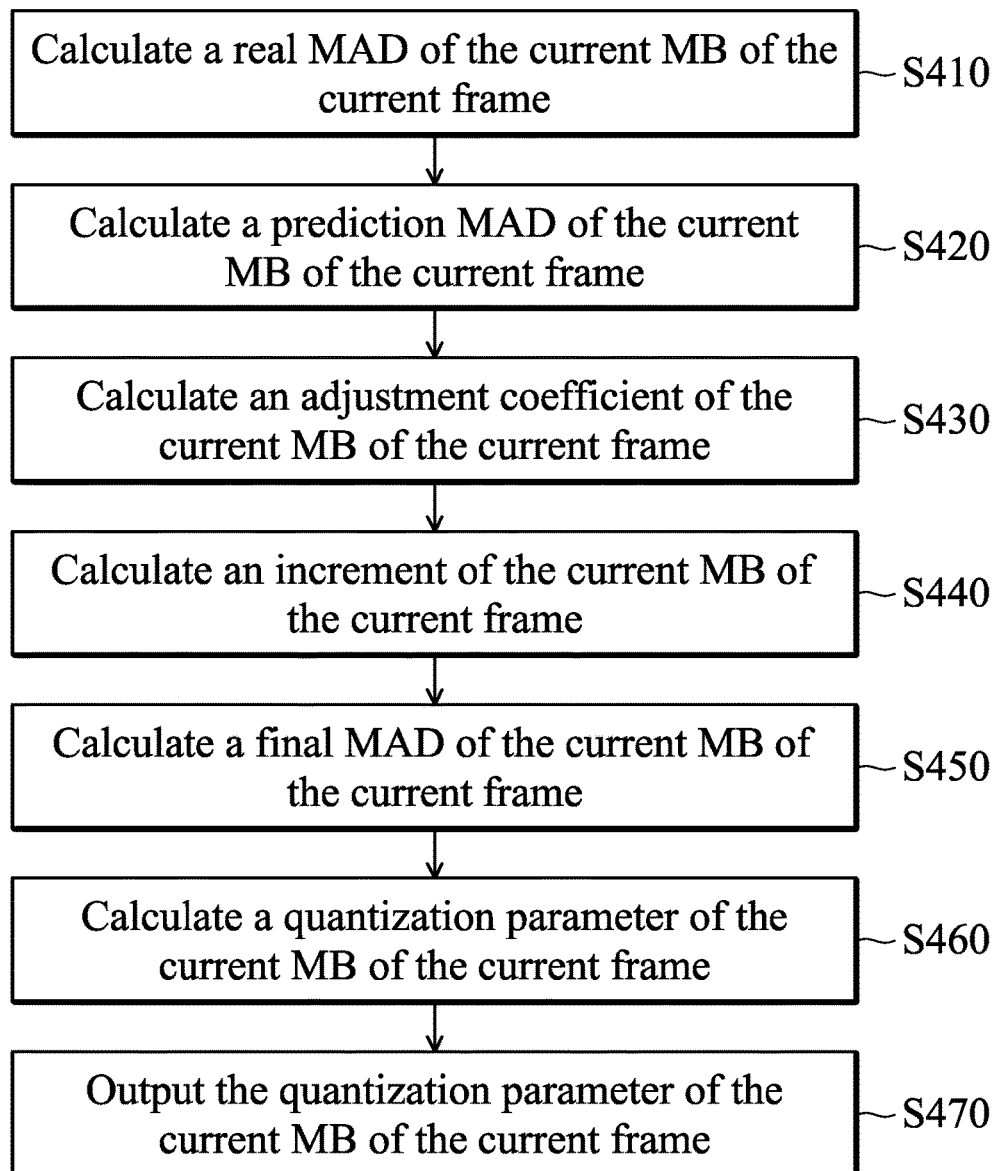 Calculate a real MAD of the current MB of the
current frame
S410
Calculate a prediction MAD of the current
MB of the current frame
S420
Calculate an adjustment coefficient of the
current MB of the current frame
S430
Calculate an increment of the current MB of
the current frame
S440
Calculate a final MAD of the current MB of
the current frame
S450
Calculate a quantization parameter of the
current MB of the current frame
S460
Output the quantization parameter of the
current MB of the current frame
S470